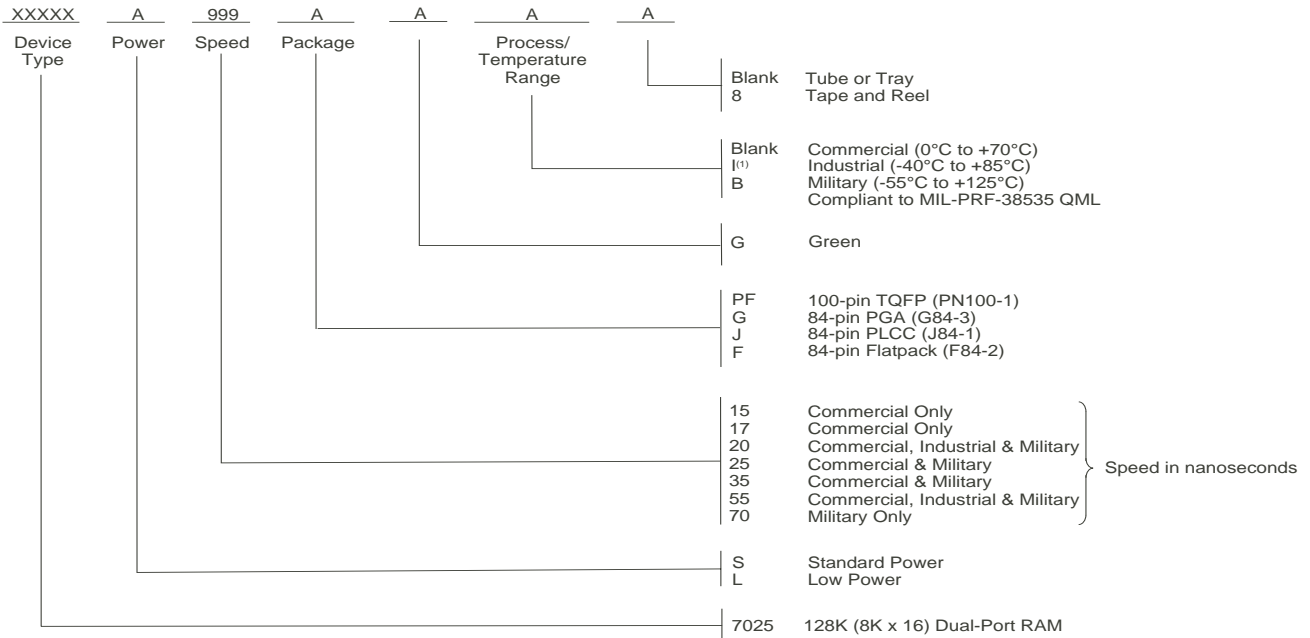 XXXXX A 999 A A A A
Device Type Power Speed Package Process/ Temperature Range
Blank Tube or Tray
8 Tape and Reel
Blank Commercial (0°C to +70°C)
I(1) Industrial (-40°C to +85°C)
B Military (-55°C to +125°C)
Compliant to MIL-PRF-38535 QML
G Green
PF 100-pin TQFP (PN100-1)
G 84-pin PGA (G84-3)
J 84-pin PLCC (J84-1)
F 84-pin Flatpack (F84-2)
15 Commercial Only
17 Commercial Only
20 Commercial, Industrial & Military
25 Commercial & Military
Speed in nanoseconds
35 Commercial & Military
55 Commercial, Industrial & Military
70 Military Only
S Standard Power
L Low Power
7025 128K (8K x 16) Dual-Port RAM